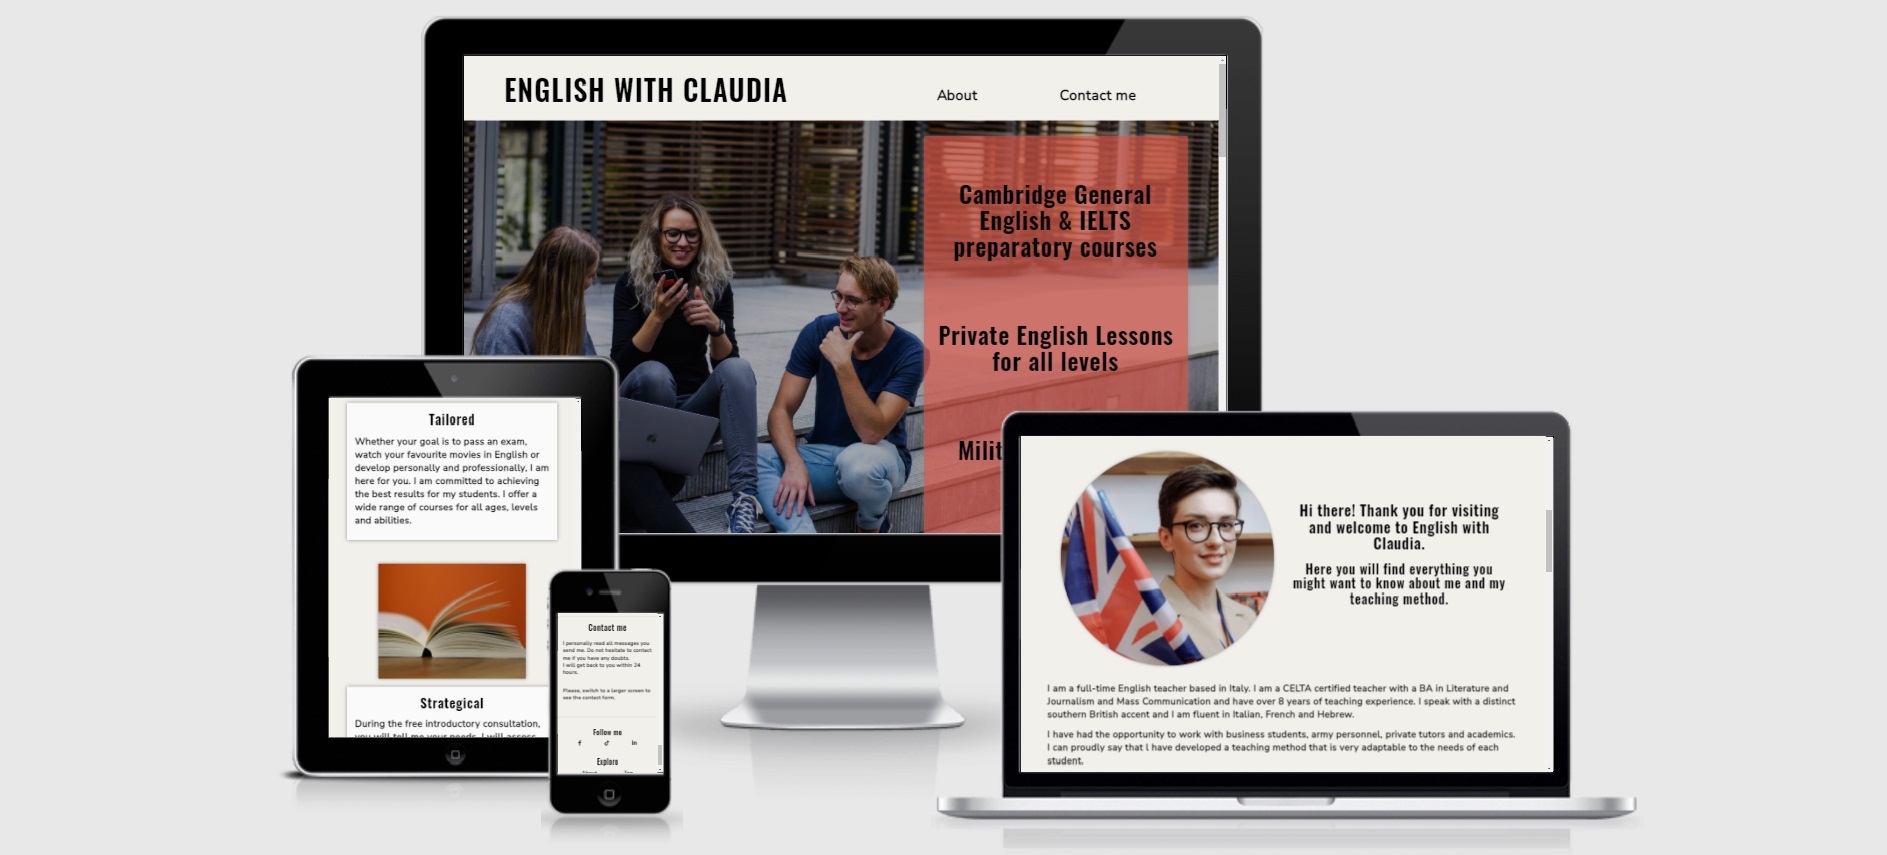 ENGLISH WITH CLAUDIA
About
Contact me
Cambridge General
English & IELTS
preparatory courses
Private English Lessons
for all levels
Milit
Tailored
Whether your goal is to pass an exam,
watch your favourite movies in English or
develop personally and professionally, I am
here for you. I am committed to achieving
the best results for my students. I offer a
wide range of courses for all ages, levels
and abilities.
Strategical
During the free introductory consultation,
you will tell me your needs. I will assess
Contact me
I personally read all messages you
send me. Do not hesitate to contact
me if you have any doubts.
I will get back to you within 24
hours.
Please, switch to a larger screen to
see the contact form.
Follow me
Explore
Hi there! Thank you for visiting
and welcome to English with
Claudia.
Here you will find everything you
might want to know about me and my
teaching method.
I am a full-time English teacher based in Italy. I am a CELTA certified teacher with a BA in Literature and
Journalism and Mass Communication and have over 8 years of teaching experience. I speak with a distinct
southern British accent and I am fluent in Italian, French and Hebrew.
I have had the opportunity to work with business students, army personnel, private tutors and academics.
I can proudly say that I have developed a teaching method that is very adaptable to the needs of each
student.